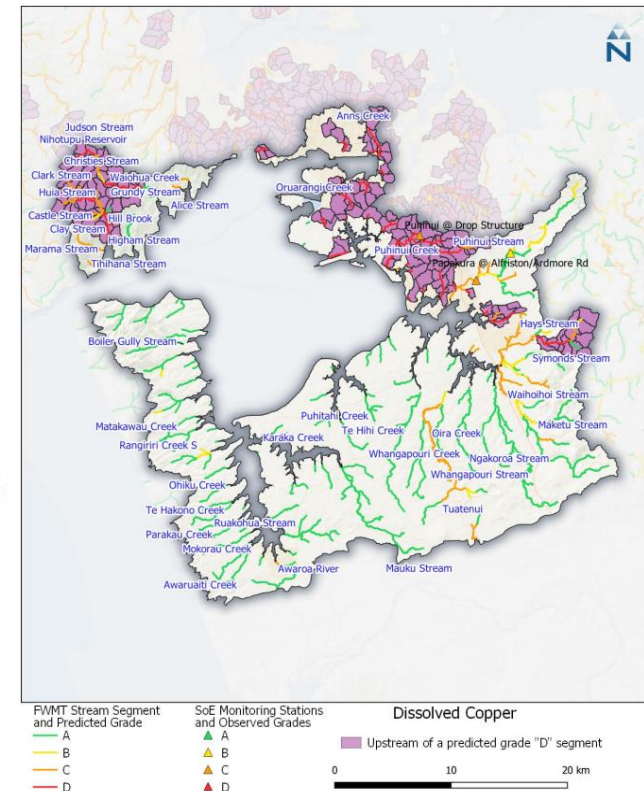 N
Anns Creek
Judson Stream
Nihotupu Reservoir
Christies Stream
Clark Stream
Waiohua Creek
Huia Stream
Grundy Stream
Castle Stream
Hill Brook
Alice Stream
Clay Stream
Higham Stream
Marama Stream
Tihihana Stream
Oruarangi Creek
Puhinui @ Drop Structure
Puhinui Creek
Puhinui Stream
Papakura @ Alfriston/Ardmore Rd
Hays Stream
Symonds Stream
Boiler Gully Stream
Waihoihoi Stream
Matakawau Creek
Puhitahi Creek
Maketu Stream
Rangiriri Creek S
Karaka Creek
Te Hihi Creek
Oira Creek
Ngakoroa Stream
Whangapouri Creek
Whangapouri Stream
Ohiku Creek
Te Hakono Creek
Ruakohua Stream
Tuatenui
Parakau Creek
Mokorau Creek
Awaroa River
Mauku Stream
Awaruaiti Creek
FWMT Stream Segment
and Predicted Grade
A
B
C
D
SoE Monitoring Stations
and Observed Grades
A
B
C
D
Dissolved Copper
Upstream of a predicted grade "D" segment
0 10 20 km